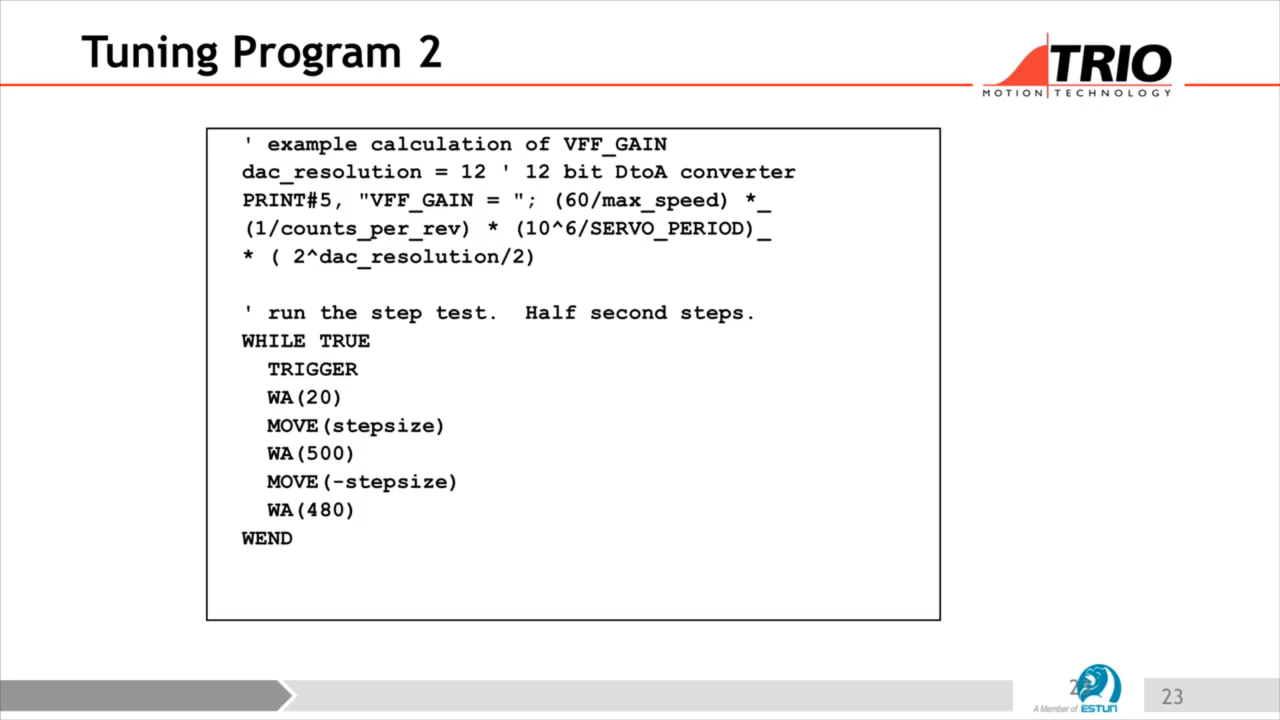 Tuning Program 2
TRIO
MOTION TECHNOLOGY
' example calculation of VFF_GAIN
dac_resolution = 12 ' 12 bit DtoA converter
PRINT#5, "VFF_GAIN = "; (60/max_speed) *_
(1/counts_per_rev) * (10^6/SERVO_PERIOD)_
* ( 2^dac_resolution/2)
' run the step test.  Half second steps.
WHILE TRUE
  TRIGGER
  WA(20)
  MOVE(stepsize)
  WA(500)
  MOVE(-stepsize)
  WA(480)
WEND
A Member of ESTUN
23